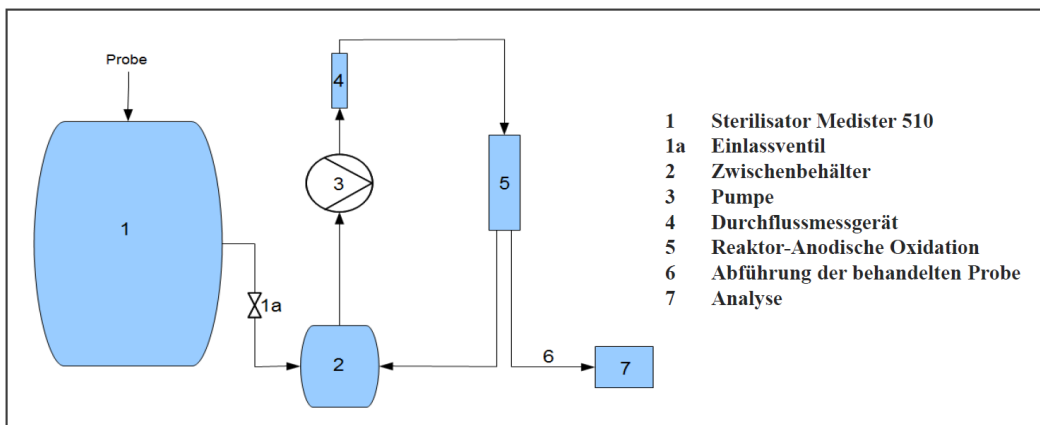 Probe
1
1a
2
3
4
5
6
7
1 Sterilisator Medister 510
1a Einlassventil
2 Zwischenbehälter
3 Pumpe
4 Durchflussmessgerät
5 Reaktor-Anodische Oxidation
6 Abführung der behandelten Probe
7 Analyse